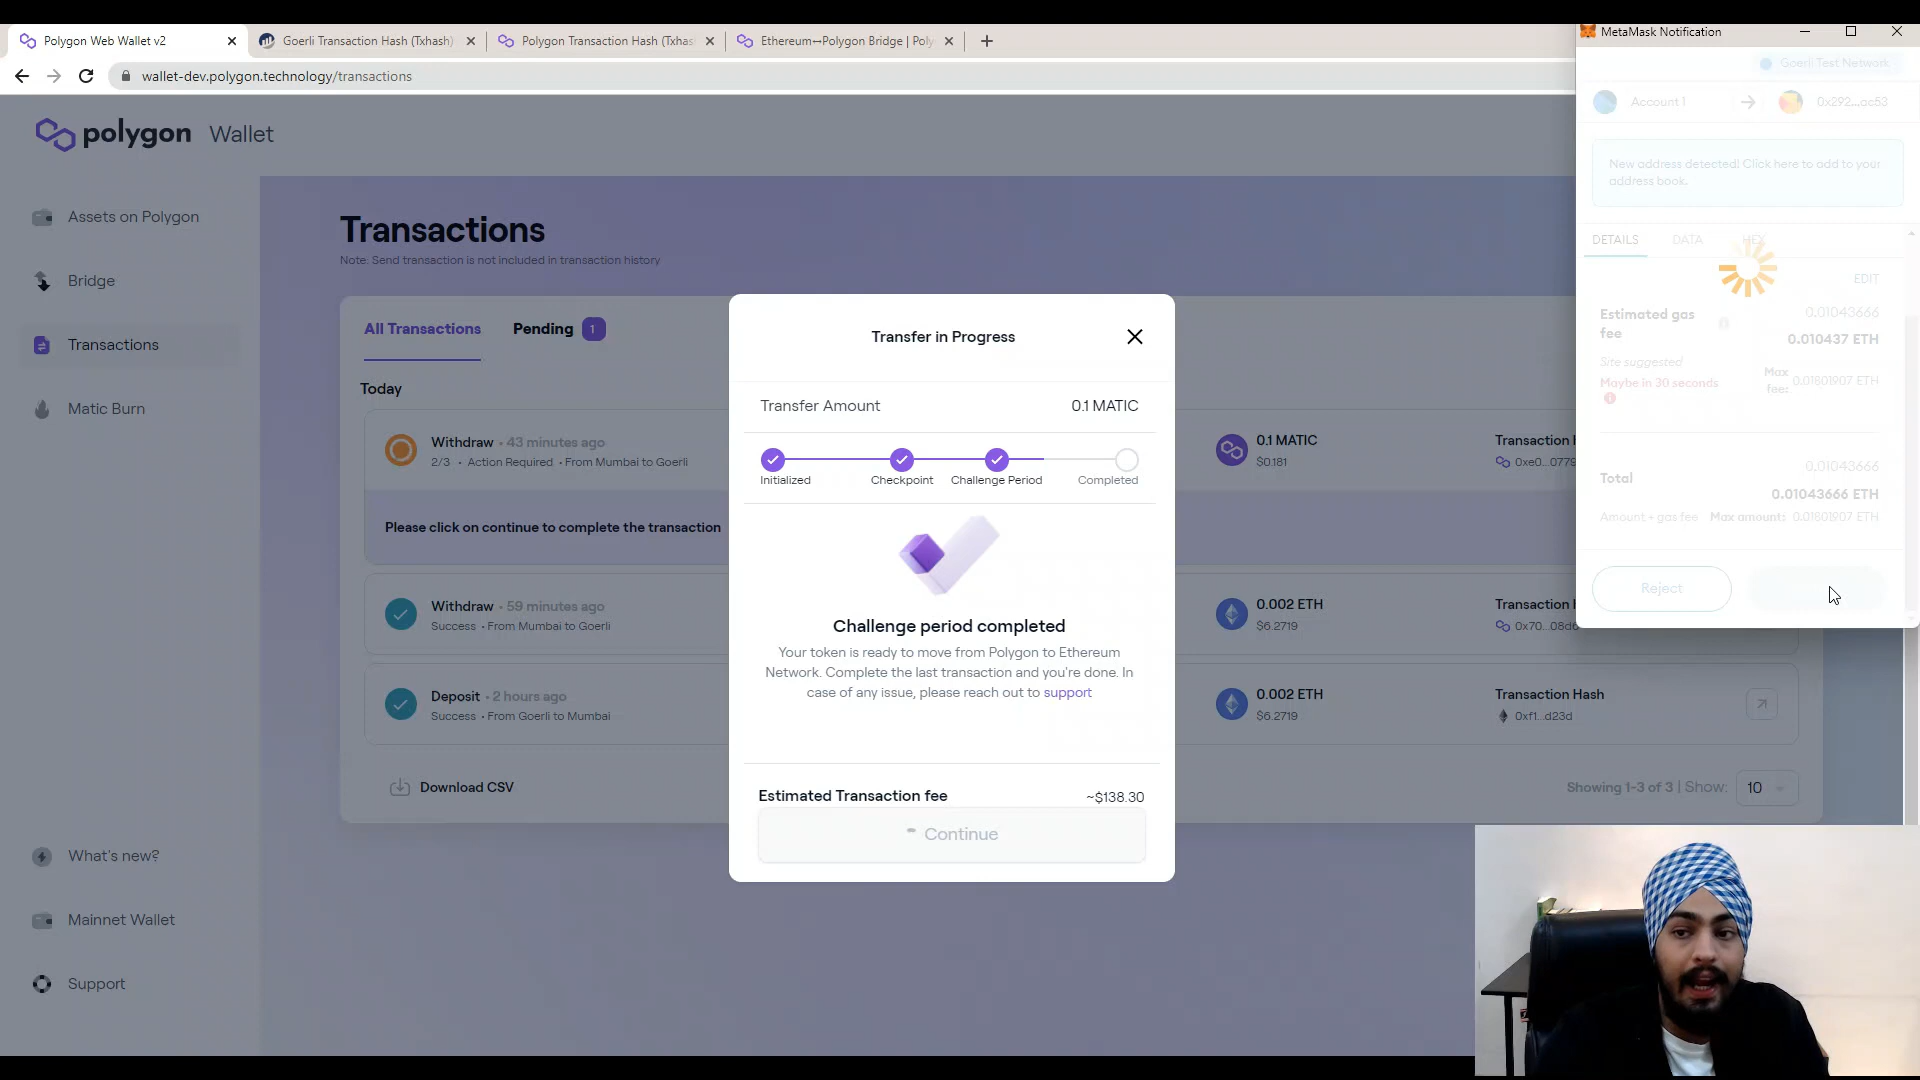 Polygon Web Wallet v2
Goerli Transaction Hash (Txhash)
Polygon Transaction Hash (Txhas
Ethereum↔Polygon Bridge | Poly
wallet-dev.polygon.technology/transactions
MetaMask Notification
Goerli Test Network
Account 1
0x292...ac53
New address detected! Click here to add to your
address book.
DETAILS
DATA
HEX
EDIT
Estimated gas
fee
0.01043666
0.010437 ETH
Site suggested
Maybe in 30 seconds
Max
fee:
0.01801907 ETH
Total
0.01043666
0.01043666 ETH
Amount + gas fee
Max amount: 0.01801907 ETH
Reject
polygon Wallet
Assets on Polygon
Bridge
Transactions
Matic Burn
What's new?
Mainnet Wallet
Support
Transactions
Note: Send transaction is not included in transaction history
All Transactions
Pending 1
Today
Withdraw • 43 minutes ago
2/3 • Action Required • From Mumbai to Goerli
0.1 MATIC
$0.181
Transaction H
0xe0...0779
Please click on continue to complete the transaction
Withdraw • 59 minutes ago
Success • From Mumbai to Goerli
0.002 ETH
$6.2719
Transaction H
0x70...08d6
Deposit • 2 hours ago
Success • From Goerli to Mumbai
0.002 ETH
$6.2719
Transaction Hash
0xf1...d23d
Download CSV
Showing 1-3 of 3 | Show: 10
Transfer in Progress
Transfer Amount
0.1 MATIC
Initialized
Checkpoint
Challenge Period
Completed
Challenge period completed
Your token is ready to move from Polygon to Ethereum
Network. Complete the last transaction and you're done. In
case of any issue, please reach out to support
Estimated Transaction fee
~$138.30
Continue